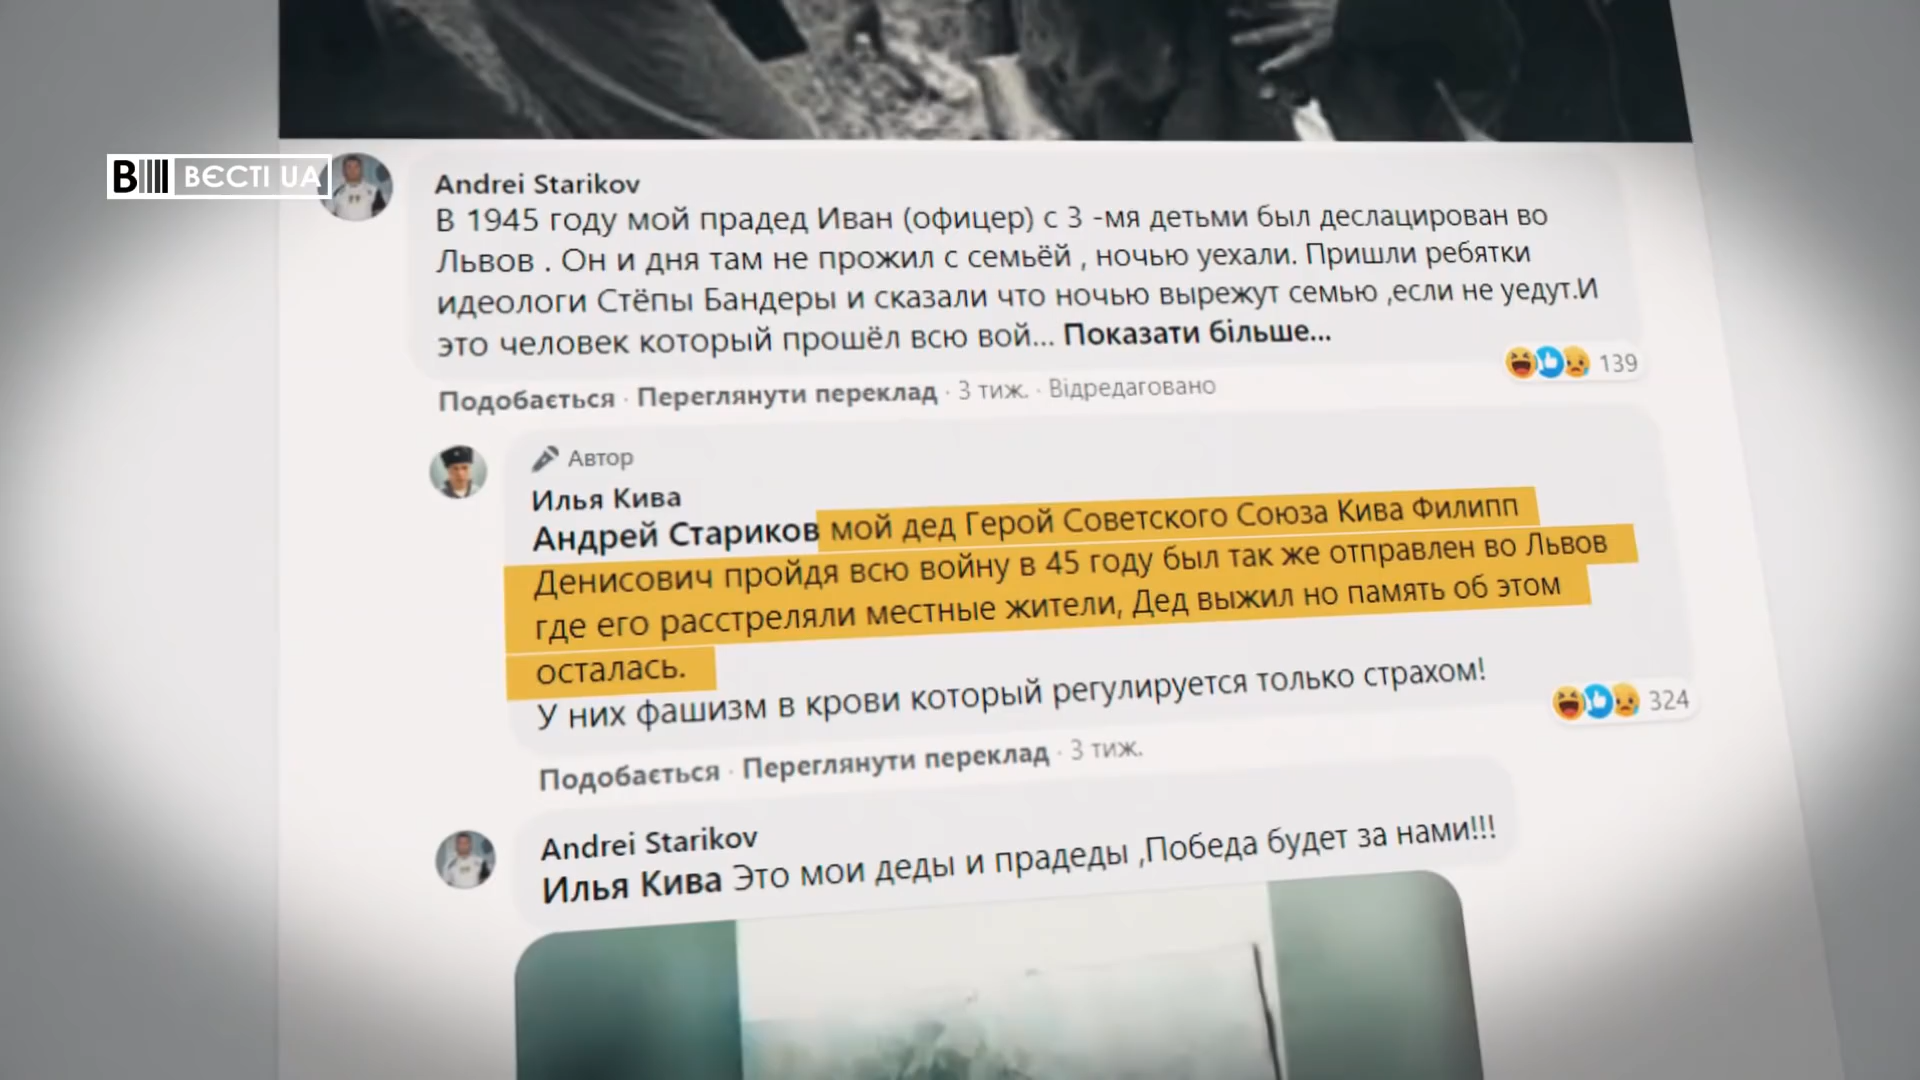 В ВЄСТІ UA
Andrei Starikov
В 1945 году мой прадед Иван (офицер) с 3 -мя детьми был деслацирован во
Львов . Он и дня там не прожил с семьёй , ночью уехали. Пришли ребятки
идеологи Стёпы Бандеры и сказали что ночью вырежут семью ,если не уедут.И
это человек который прошёл всю вой... Показати більше...
139
Подобається · Переглянути переклад · 3 тиж. · Відредаговано
Автор
Илья Кива
Андрей Стариков мой дед Герой Советского Союза Кива Филипп
Денисович пройдя всю войну в 45 году был так же отправлен во Львов
где его расстреляли местные жители, Дед выжил но память об этом
осталась.
У них фашизм в крови который регулируется только страхом!
324
Подобається · Переглянути переклад · 3 тиж.
Andrei Starikov
Илья Кива Это мои деды и прадеды ,Победа будет за нами!!!